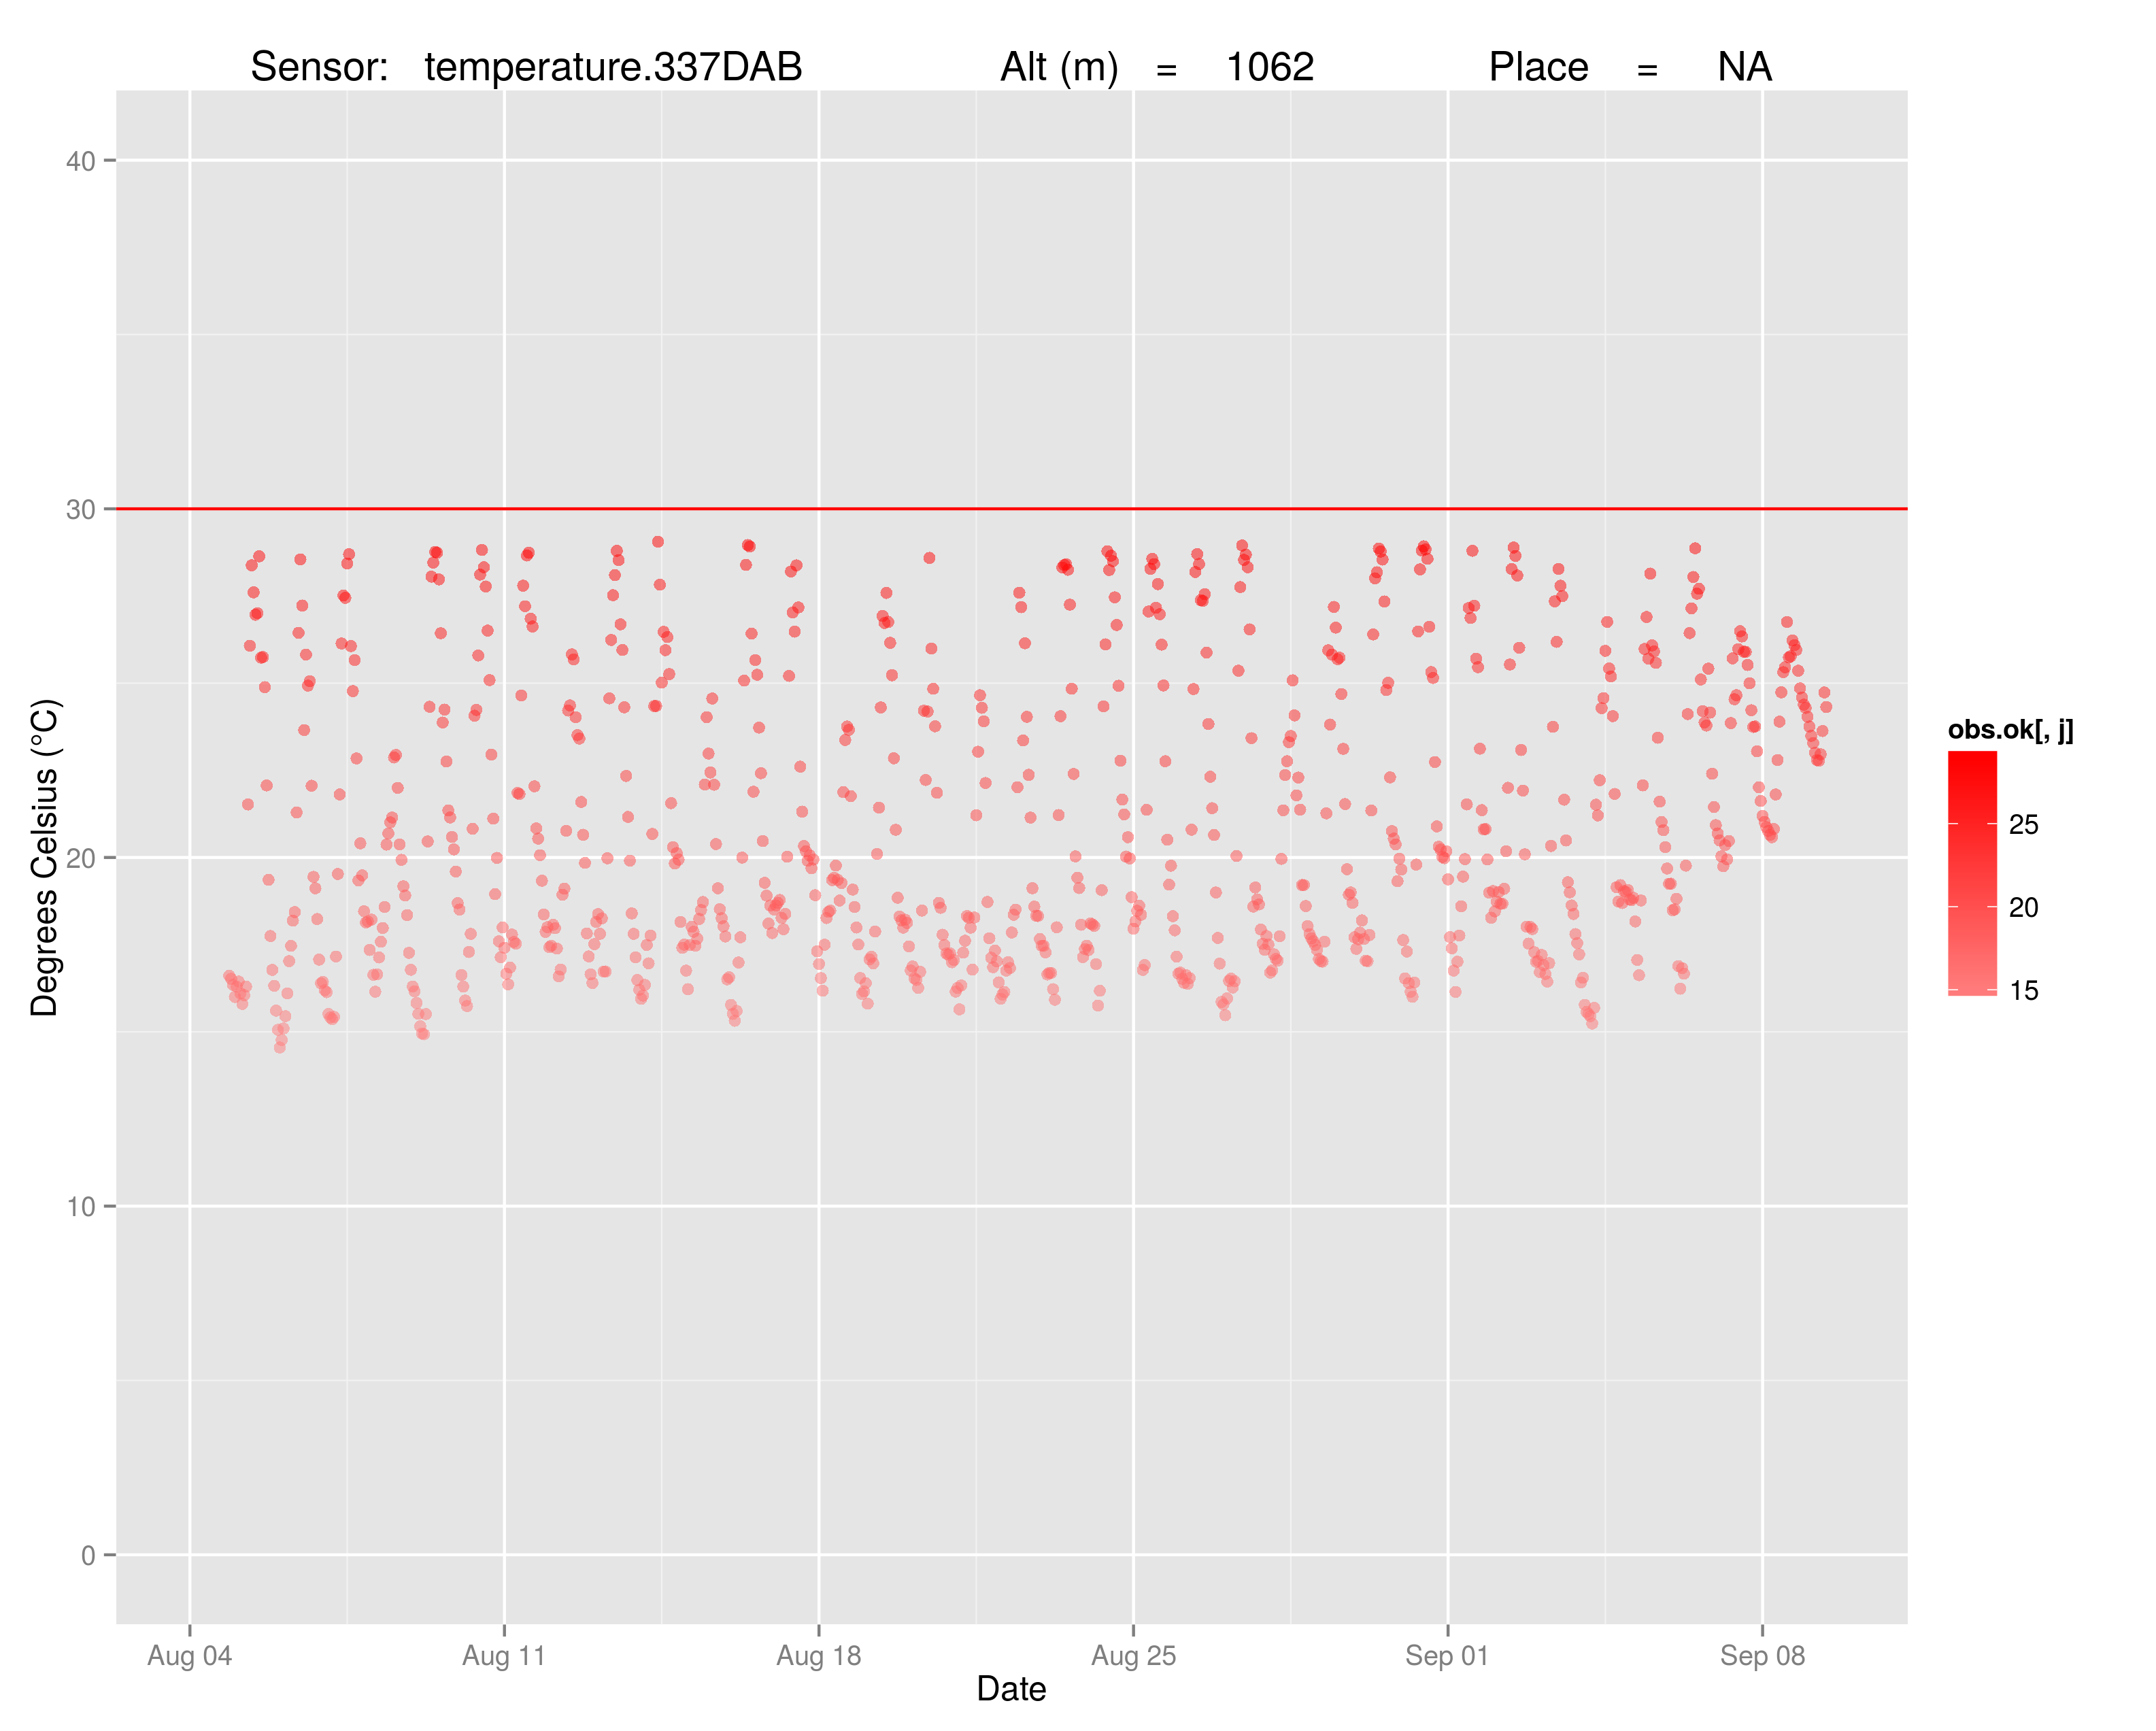 Sensor: temperature.337DAB Alt (m) = 1062 Place = NA
40
30
20
10
0
Degrees Celsius (°C)
Aug 04 Aug 11 Aug 18 Aug 25 Sep 01 Sep 08
Date
obs.ok[, j]
25
20
15